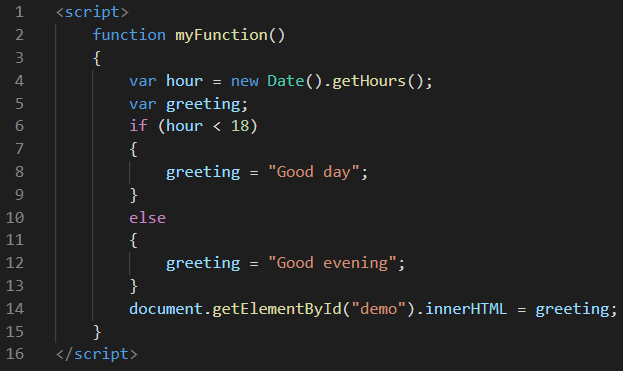 1 <script>
2 function myFunction()
3 {
4 var hour = new Date().getHours();
5 var greeting;
6 if (hour < 18)
7 {
8 greeting = "Good day";
9 }
10 else
11 {
12 greeting = "Good evening";
13 }
14 document.getElementById("demo").innerHTML = greeting;
15 }
16 </script>